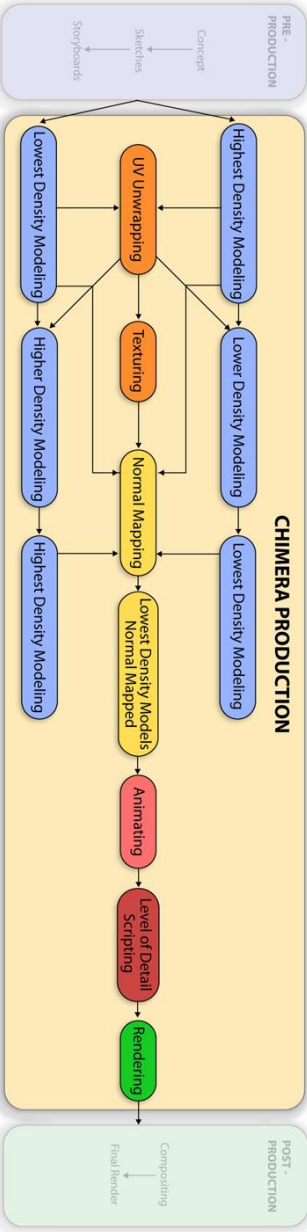 CHIMERA PRODUCTION
PRE -
PRODUCTION
Concept
Sketches
Storyboards
Highest Density Modeling
Lower Density Modeling
Lowest Density Modeling
UV Unwrapping
Texturing
Normal Mapping
Lowest Density Models
Normal Mapped
Animating
Level of Detail
Scripting
Rendering
Lowest Density Modeling
Higher Density Modeling
Highest Density Modeling
POST -
PRODUCTION
Compositing
Final Render